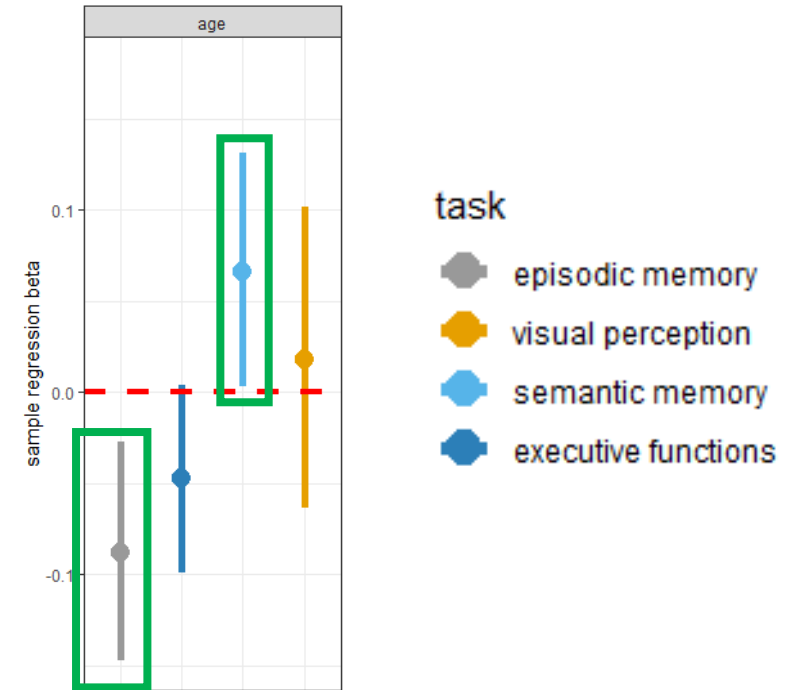 age
sample regression beta
0.1
0.0
-0.1
task
episodic memory
visual perception
semantic memory
executive functions